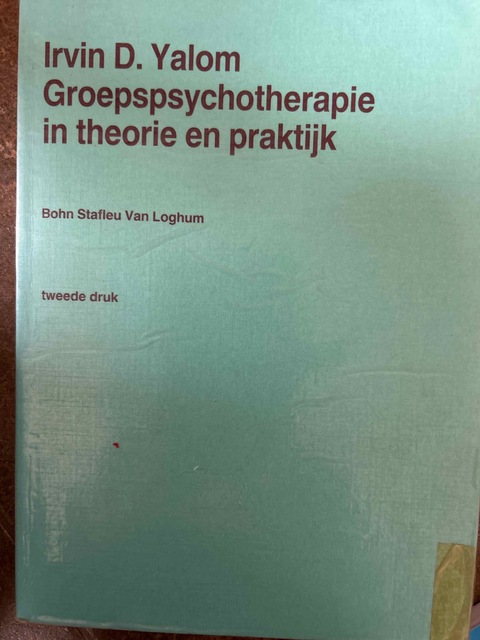 Irvin D. Yalom
Groepspsychotherapie
in theorie en praktijk
Bohn Stafleu Van Loghum
tweede druk